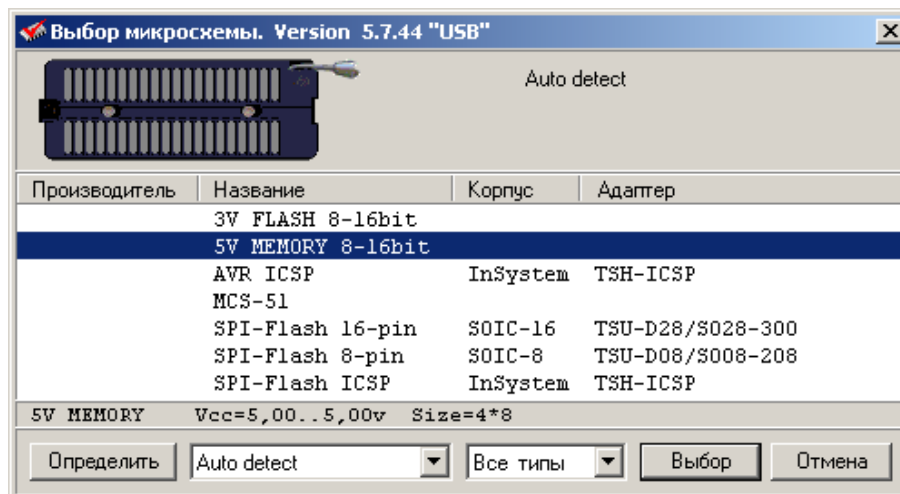 Выбор микросхемы. Version 5.7.44 "USB"
Auto detect
Производитель Название Корпус Адаптер
3V FLASH 8-16bit
5V MEMORY 8-16bit
AVR ICSP InSystem TSH-ICSP
MCS-51
SPI-Flash 16-pin SOIC-16 TSU-D28/SO28-300
SPI-Flash 8-pin SOIC-8 TSU-D08/SO08-208
SPI-Flash ICSP InSystem TSH-ICSP
5V MEMORY Vcc=5,00..5,00v Size=4*8
Определить Auto detect Все типы Выбор Отмена